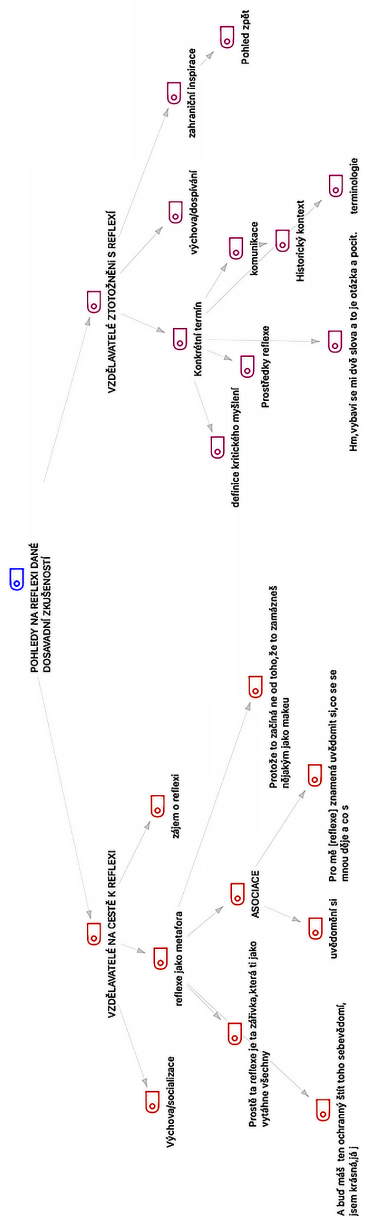 POHLEDY NA REFLEXI DANÉ
DOSAVADNÍ ZKUŠENOSTÍ
VZDĚLAVATELÉ NA CESTĚ K REFLEXI
Výchova/socializace
reflexe jako metafora
zájem o reflexi
A buď máš ten ochranný štít toho sebevědomí,
jsem krásná,já j
Prostě ta reflexe je ta zářivka,která ti jako
vytáhne všechny
ASOCIACE
Protože to začíná ne od toho,že to zamázneš
nějakým jako makeu
uvědomění si
Pro mě [reflexe] znamená uvědomit si,co se se
mnou děje a co s
VZDĚLAVATELÉ ZTOTOŽNĚNI S REFLEXÍ
Konkrétní termín
výchova/dospívání
zahraniční inspirace
Pohled zpět
definice kritického myšlení
Prostředky reflexe
Hm,vybaví se mi dvě slova a to je otázka a pocit.
komunikace
Historický kontext
terminologie